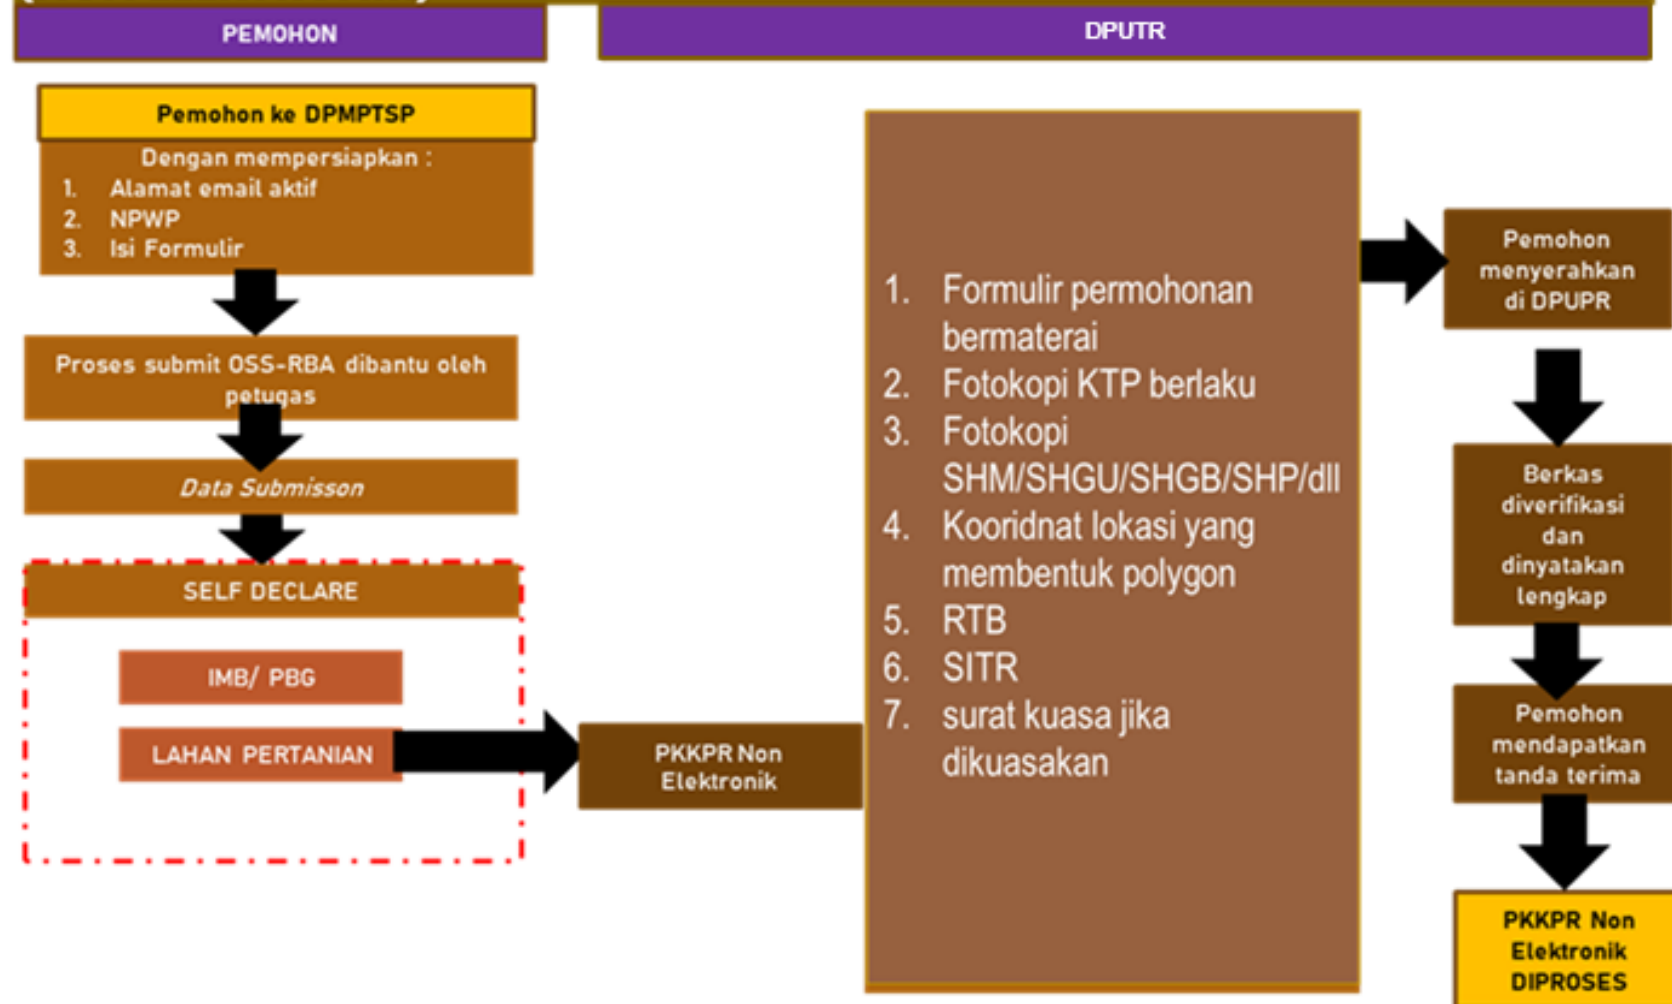 PEMOHON
DPUTR
Pemohon ke DPMPTSP
Dengan mempersiapkan :
1. Alamat email aktif
2. NPWP
3. Isi Formulir
Proses submit OSS-RBA dibantu oleh
petugas
Data Submisson
SELF DECLARE
IMB/ PBG
LAHAN PERTANIAN
PKKPR Non
Elektronik
1. Formulir permohonan
bermaterai
2. Fotokopi KTP berlaku
3. Fotokopi
SHM/SHGU/SHGB/SHP/dll
4. Kooridnat lokasi yang
membentuk polygon
5. RTB
6. SITR
7. surat kuasa jika
dikuasakan
Pemohon
menyerahkan
di DPUPR
Berkas
diverifikasi
dan
dinyatakan
lengkap
Pemohon
mendapatkan
tanda terima
PKKPR Non
Elektronik
DIPROSES